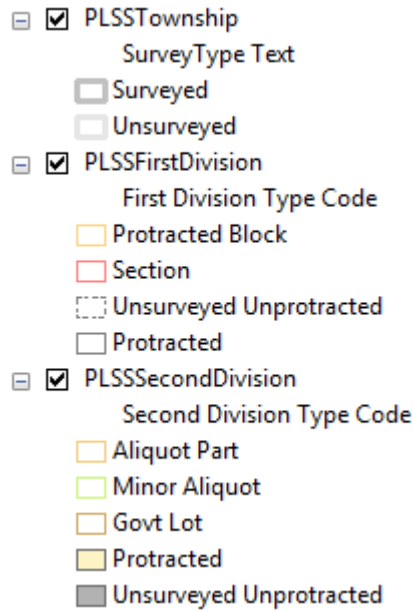 PLSSTownship
SurveyType Text
Surveyed
Unsurveyed
PLSSFirstDivision
First Division Type Code
Protracted Block
Section
Unsurveyed Unprotracted
Protracted
PLSSSecondDivision
Second Division Type Code
Aliquot Part
Minor Aliquot
Govt Lot
Protracted
Unsurveyed Unprotracted